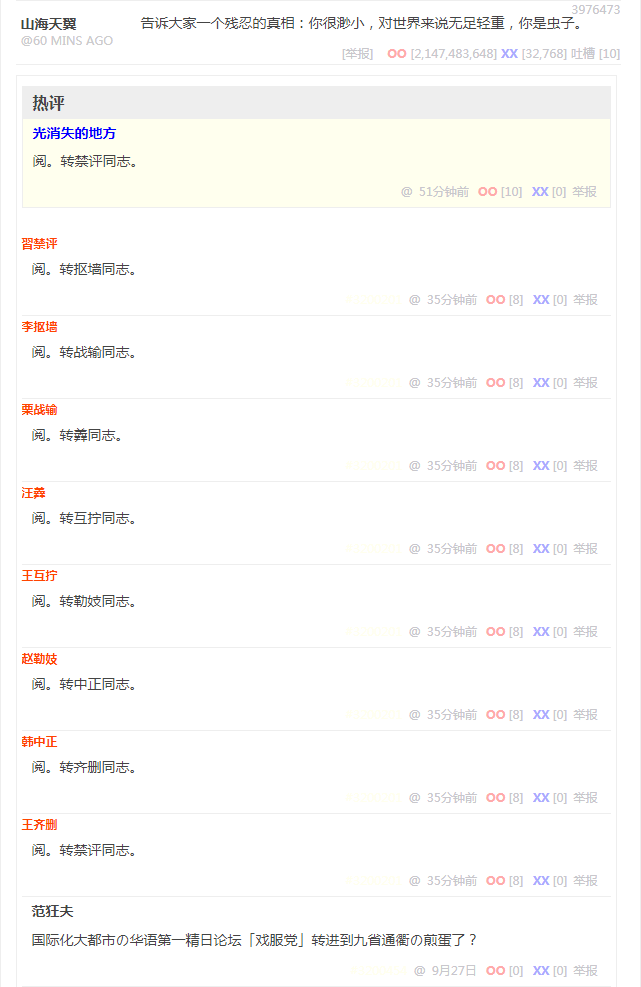 3976473
山海天翼
告诉大家一个残忍的真相：你很渺小，对世界来说无足轻重，你是虫子。
@60 MINS AGO
[举报] OO [2,147,483,648] XX [32,768] 吐槽 [10]
热评
光消失的地方
阅。转禁评同志。
@ 51分钟前 OO [10] XX [0] 举报
習禁评
阅。转抠墙同志。
@ 35分钟前 OO [8] XX [0] 举报
李抠墙
阅。转战输同志。
@ 35分钟前 OO [8] XX [0] 举报
栗战输
阅。转羴同志。
@ 35分钟前 OO [8] XX [0] 举报
汪羴
阅。转互拧同志。
@ 35分钟前 OO [8] XX [0] 举报
王互拧
阅。转勒妓同志。
@ 35分钟前 OO [8] XX [0] 举报
赵勒妓
阅。转中正同志。
@ 35分钟前 OO [8] XX [0] 举报
韩中正
阅。转齐删同志。
@ 35分钟前 OO [8] XX [0] 举报
王齐删
阅。转禁评同志。
@ 35分钟前 OO [8] XX [0] 举报
范狂夫
国际化大都市の华语第一精日论坛「戏服党」转进到九省通衢の煎蛋了？
@ 9月27日 OO [0] XX [0] 举报